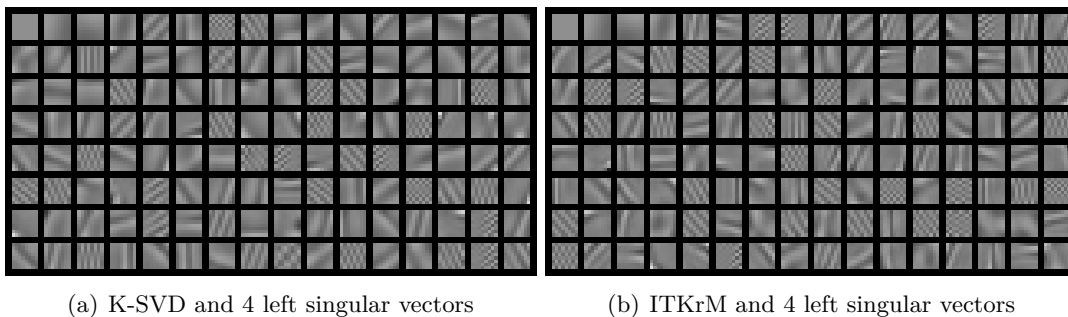 (a) K-SVD and 4 left singular vectors
(b) ITKrM and 4 left singular vectors